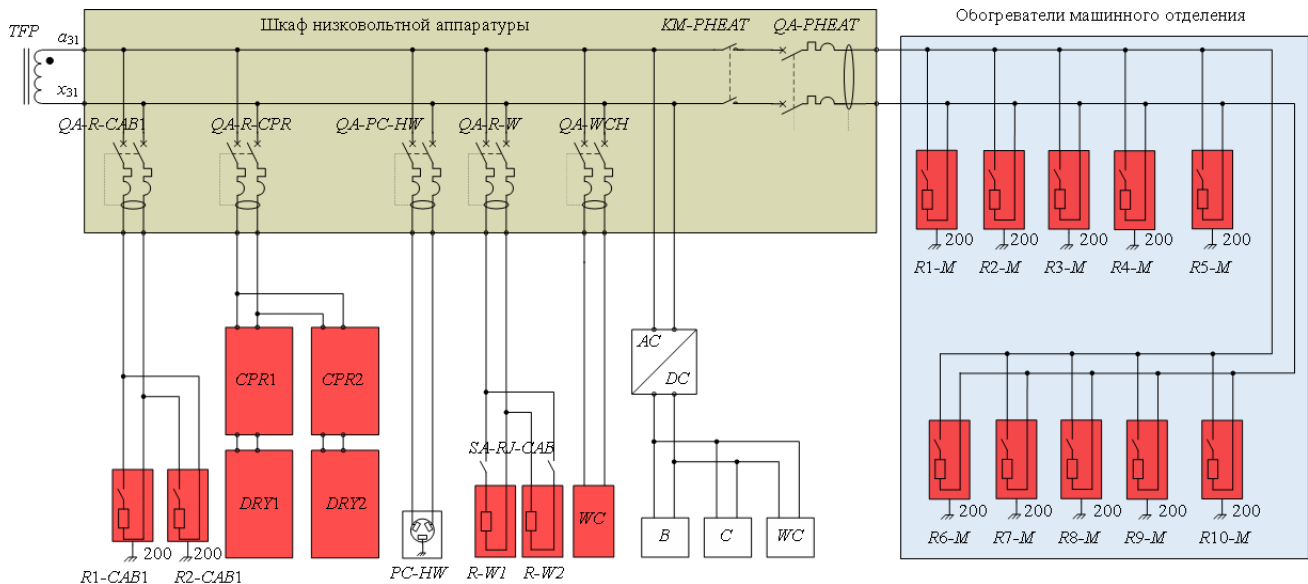 Шкаф низковольтной аппаратуры
KM-PHEAT
QA-PHEAT
Обогреватели машинного отделения
TFP
a31
x31
QA-R-CAB1
QA-R-CPR
QA-PC-HW
QA-R-W
QA-WCH
200
200
200
200
200
R1-M
R2-M
R3-M
R4-M
R5-M
AC
DC
CPR1
CPR2
SA-RJ-CAB
DRY1
DRY2
WC
B
C
WC
200
200
200
200
200
R6-M
R7-M
R8-M
R9-M
R10-M
200
200
R1-CAB1
R2-CAB1
PC-HW
R-W1
R-W2